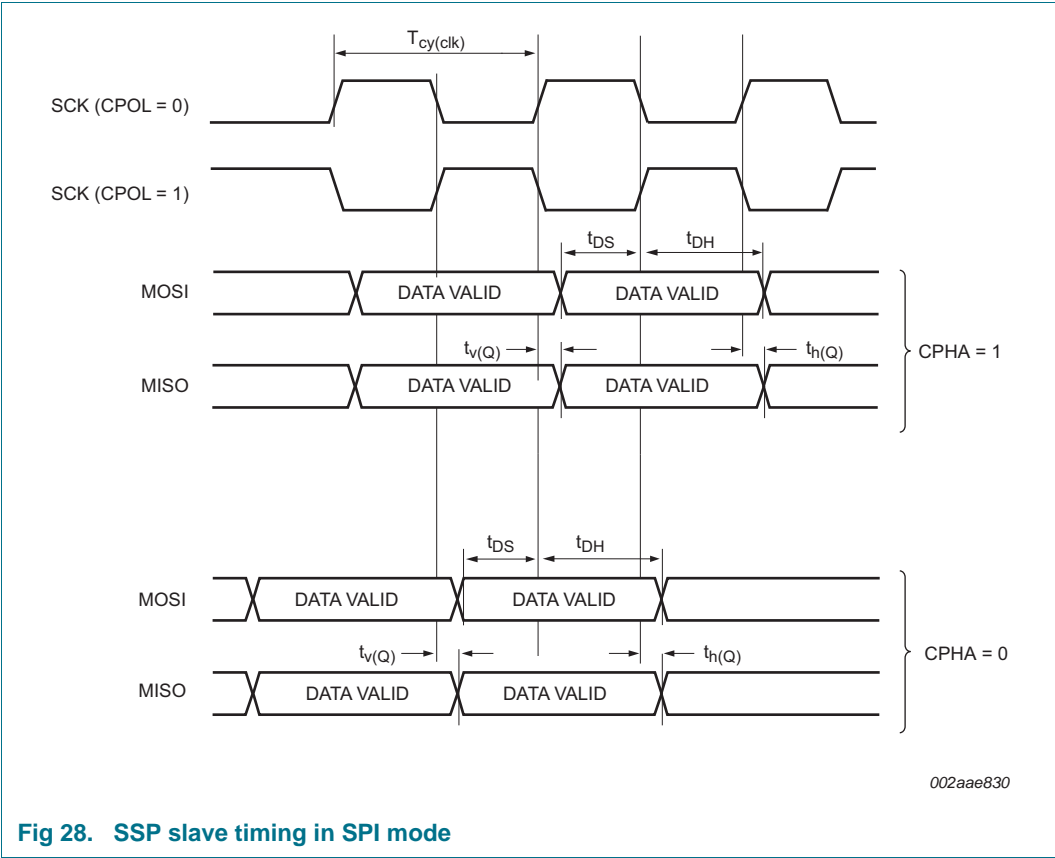 Tcy(clk)
SCK (CPOL = 0)
SCK (CPOL = 1)
tDS tDH
MOSI DATA VALID DATA VALID
tv(Q) th(Q)
MISO DATA VALID DATA VALID
CPHA = 1
tDS tDH
MOSI DATA VALID DATA VALID
tv(Q) th(Q)
MISO DATA VALID DATA VALID
CPHA = 0
002aae830
Fig 28. SSP slave timing in SPI mode